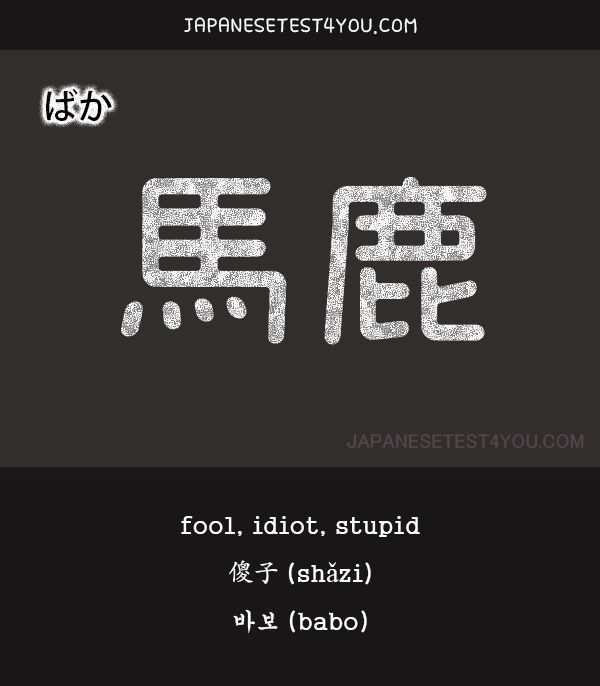 JAPANESETEST4YOU.COM
ばか
馬鹿
JAPANESETEST4YOU.COM
fool, idiot, stupid
傻子 (shǎzi)
바보 (babo)